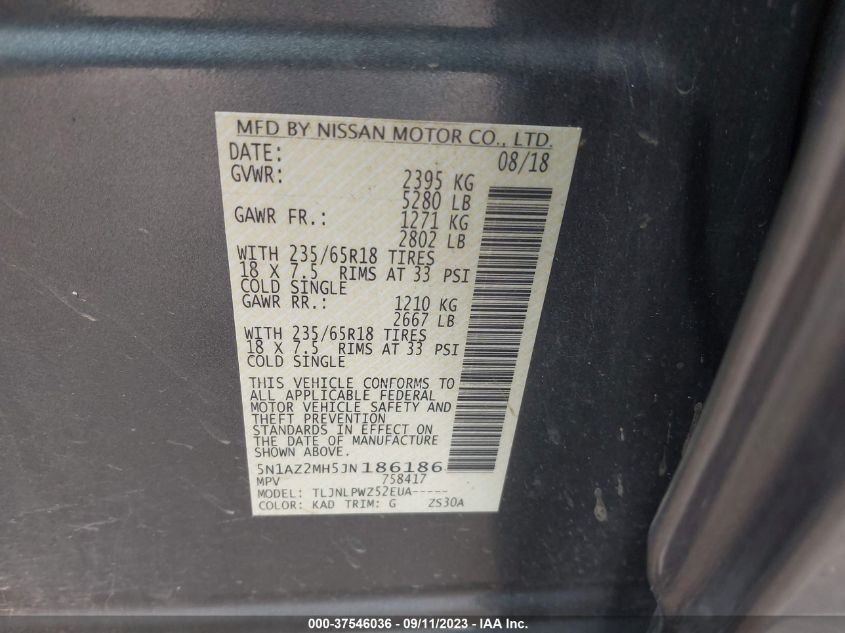 MFD BY NISSAN MOTOR CO., LTD.
DATE: 08/18
GVWR: 2395 KG
5280 LB
GAWR FR.: 1271 KG
2802 LB
WITH 235/65R18 TIRES
18 X 7.5 RIMS AT 33 PSI
COLD SINGLE
GAWR RR.: 1210 KG
2667 LB
WITH 235/65R18 TIRES
18 X 7.5 RIMS AT 33 PSI
COLD SINGLE
THIS VEHICLE CONFORMS TO
ALL APPLICABLE FEDERAL
MOTOR VEHICLE SAFETY AND
THEFT PREVENTION
STANDARDS IN EFFECT ON
THE DATE OF MANUFACTURE
SHOWN ABOVE.
5N1AZ2MH5JN186186
MPV 758417
MODEL: TLJNLPWZ52EUA-----
COLOR: KAD TRIM: G ZS30A
000-37546036 - 09/11/2023 - IAA Inc.